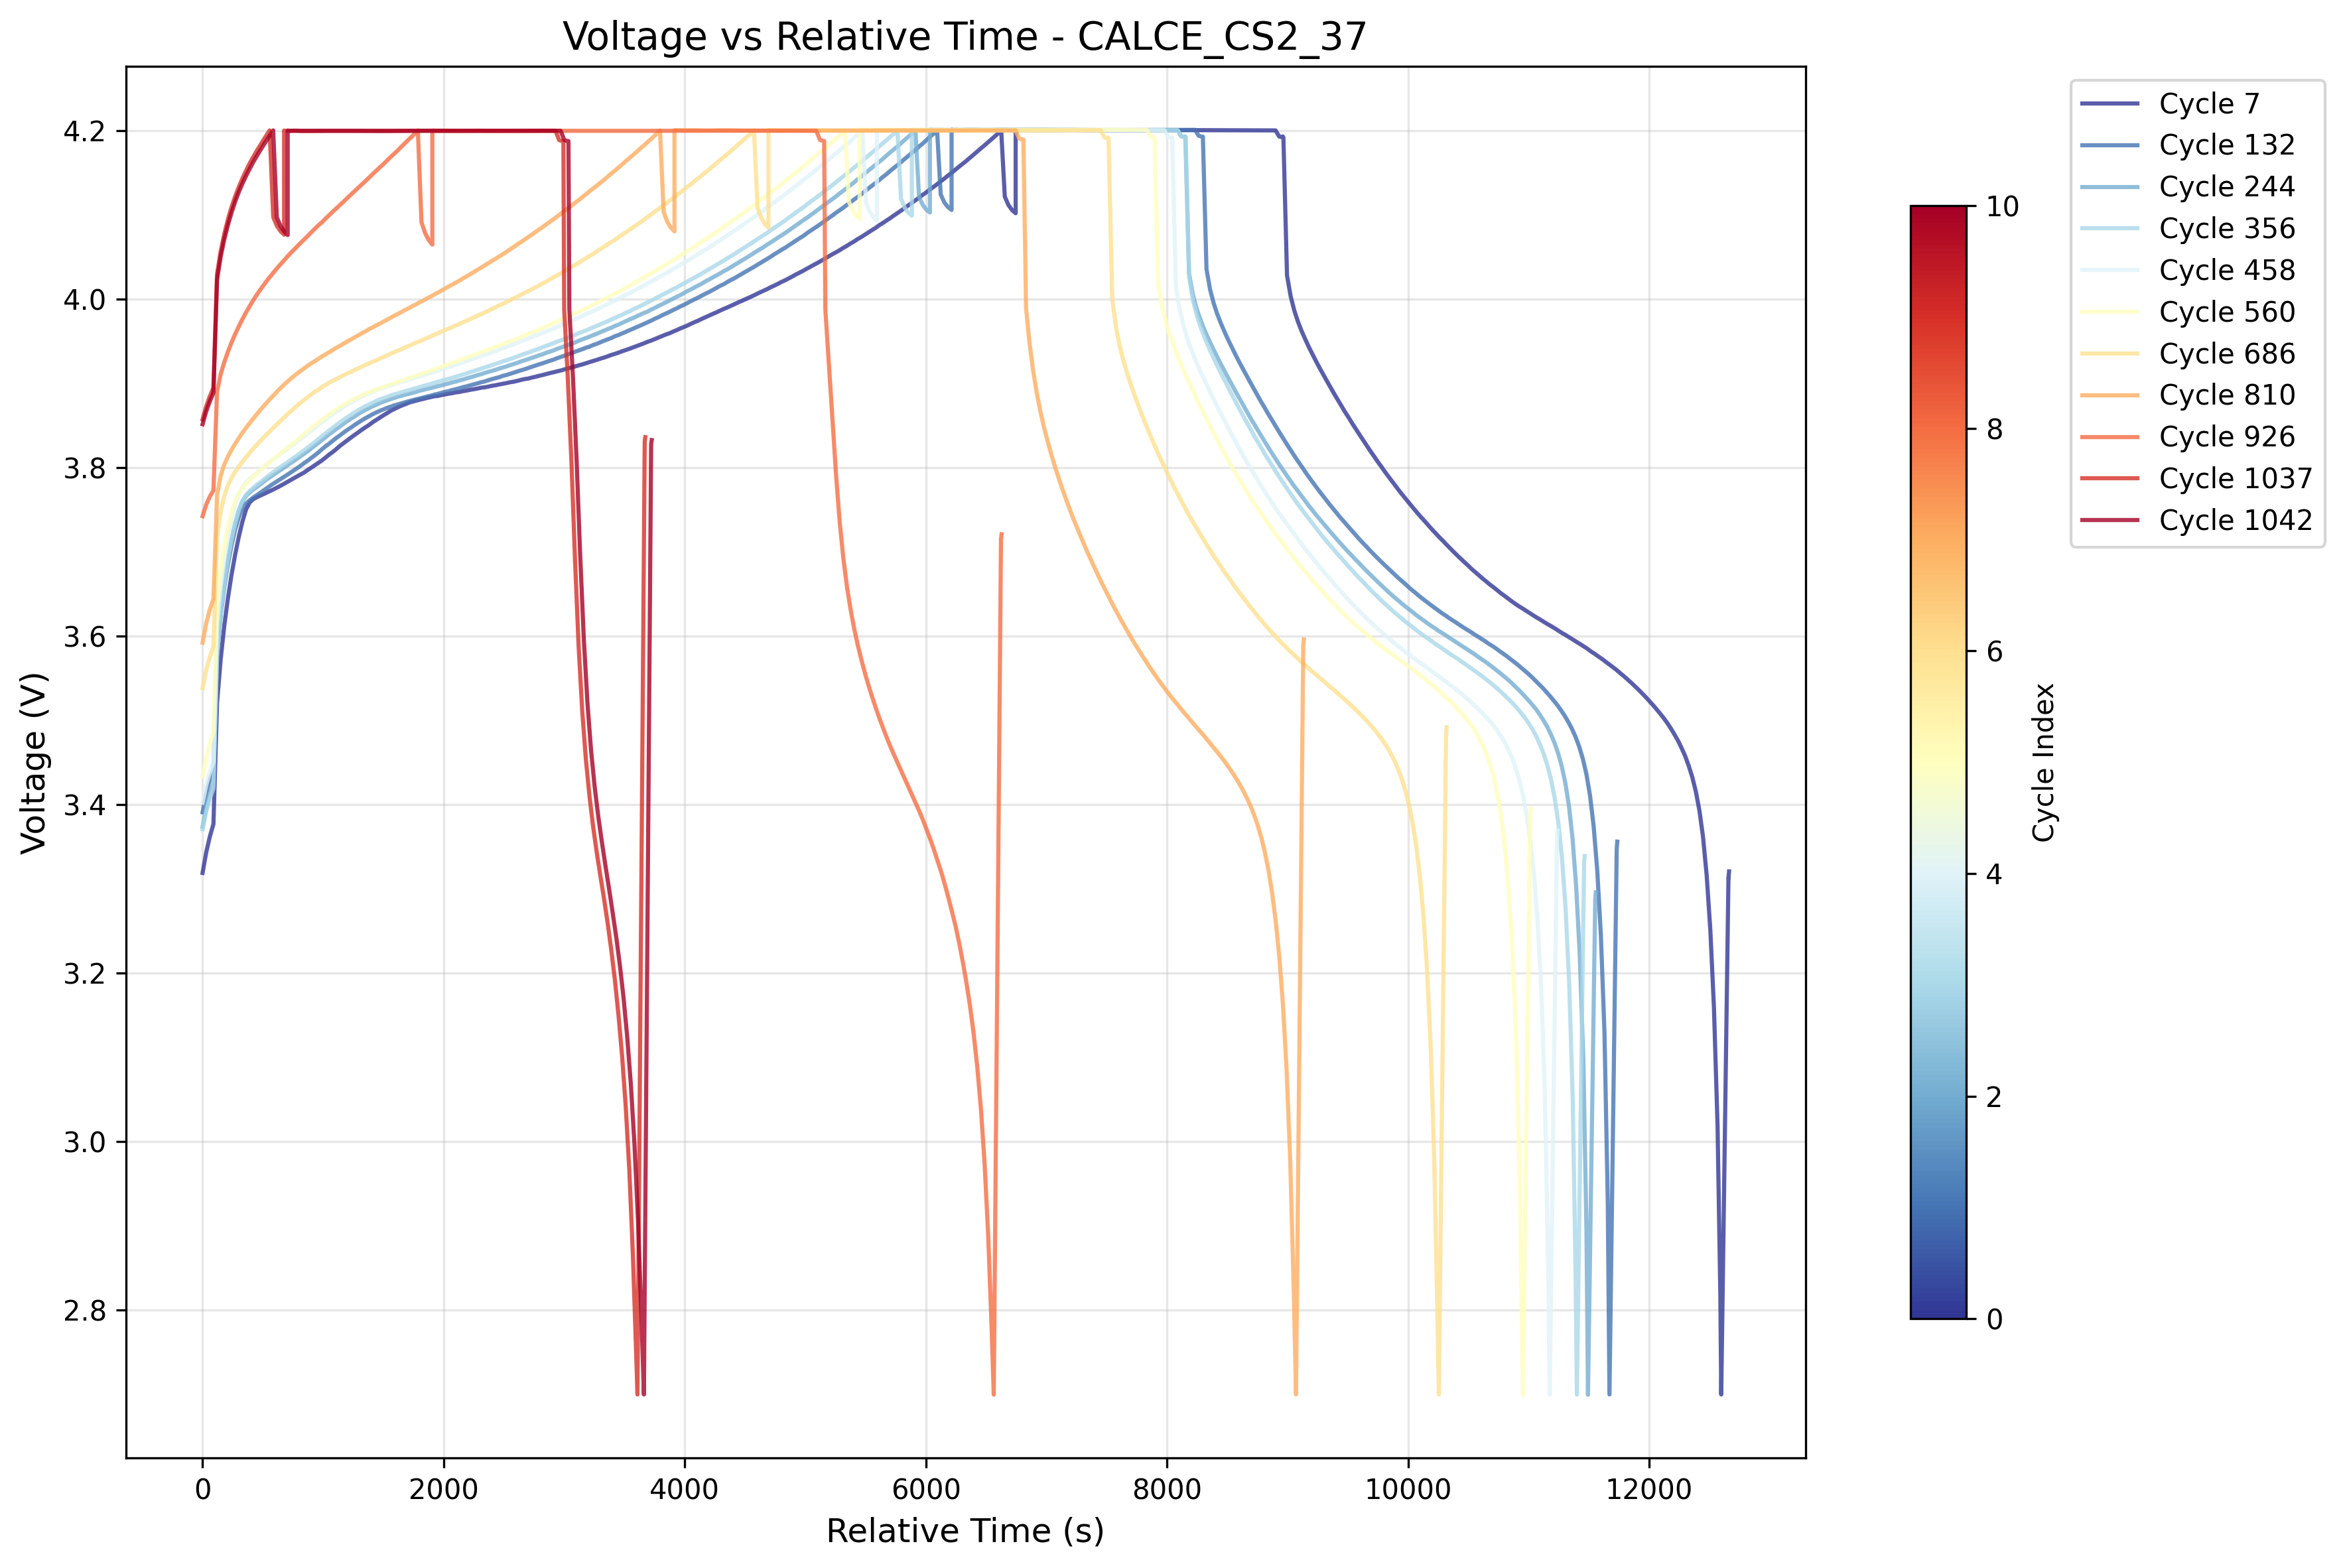 Voltage vs Relative Time - CALCE_CS2_37
Voltage (V)
4.2
4.0
3.8
3.6
3.4
3.2
3.0
2.8
0
2000
4000
6000
8000
10000
12000
Relative Time (s)
10
8
6
4
2
0
Cycle Index
Cycle 7
Cycle 132
Cycle 244
Cycle 356
Cycle 458
Cycle 560
Cycle 686
Cycle 810
Cycle 926
Cycle 1037
Cycle 1042